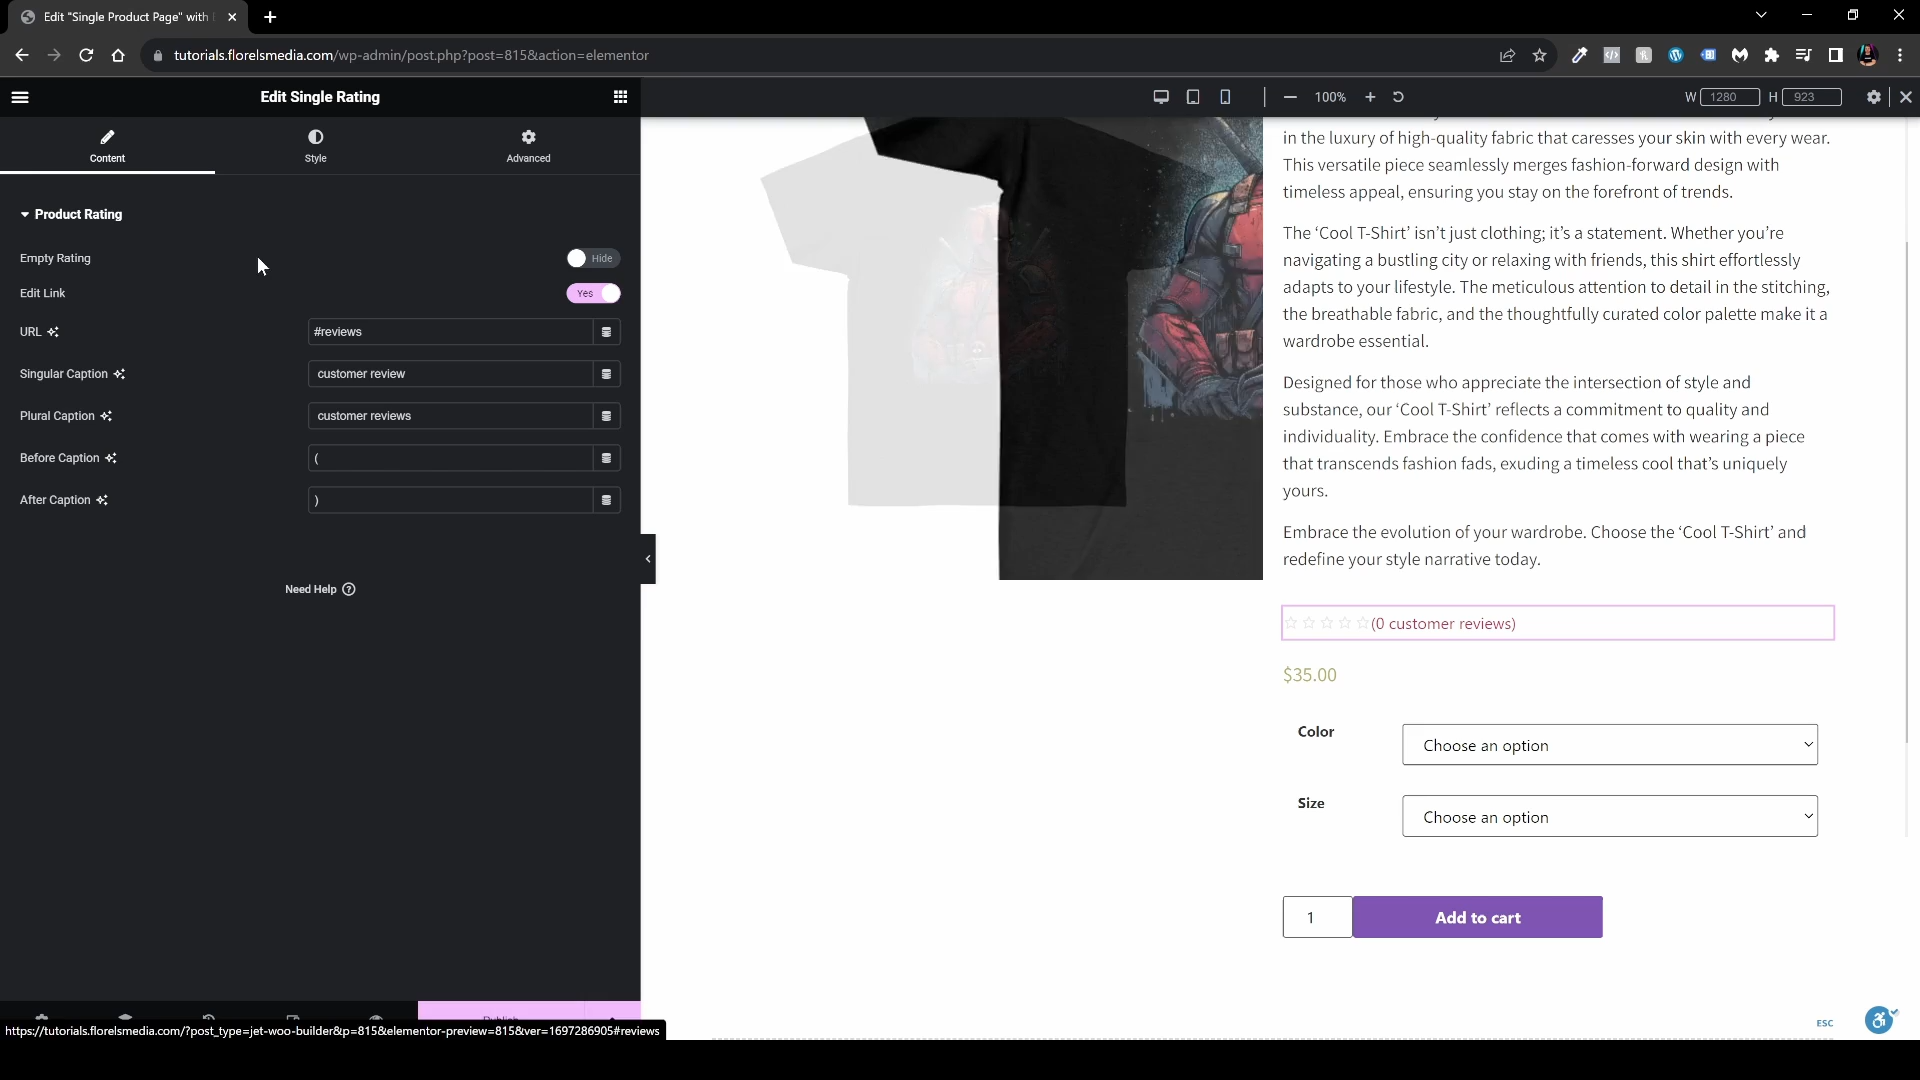 Edit "Single Product Page" with
tutorials.florelsmedia.com/wp-admin/post.php?post=815&action=elementor
Edit Single Rating
100%
W 1280 H 923
Content
Style
Advanced
Product Rating
Empty Rating
Hide
Edit Link
Yes
URL
#reviews
Singular Caption
customer review
Plural Caption
customer reviews
Before Caption
(
After Caption
)
Need Help
https://tutorials.florelsmedia.com/?post_type=jet-woo-builder&p=815&elementor-preview=815&ver=1697286905#reviews
in the luxury of high-quality fabric that caresses your skin with every wear.
This versatile piece seamlessly merges fashion-forward design with
timeless appeal, ensuring you stay on the forefront of trends.
The ‘Cool T-Shirt’ isn’t just clothing; it’s a statement. Whether you’re
navigating a bustling city or relaxing with friends, this shirt effortlessly
adapts to your lifestyle. The meticulous attention to detail in the stitching,
the breathable fabric, and the thoughtfully curated color palette make it a
wardrobe essential.
Designed for those who appreciate the intersection of style and
substance, our ‘Cool T-Shirt’ reflects a commitment to quality and
individuality. Embrace the confidence that comes with wearing a piece
that transcends fashion fads, exuding a timeless cool that’s uniquely
yours.
Embrace the evolution of your wardrobe. Choose the ‘Cool T-Shirt’ and
redefine your style narrative today.
(0 customer reviews)
$35.00
Color
Choose an option
Size
Choose an option
1
Add to cart
ESC